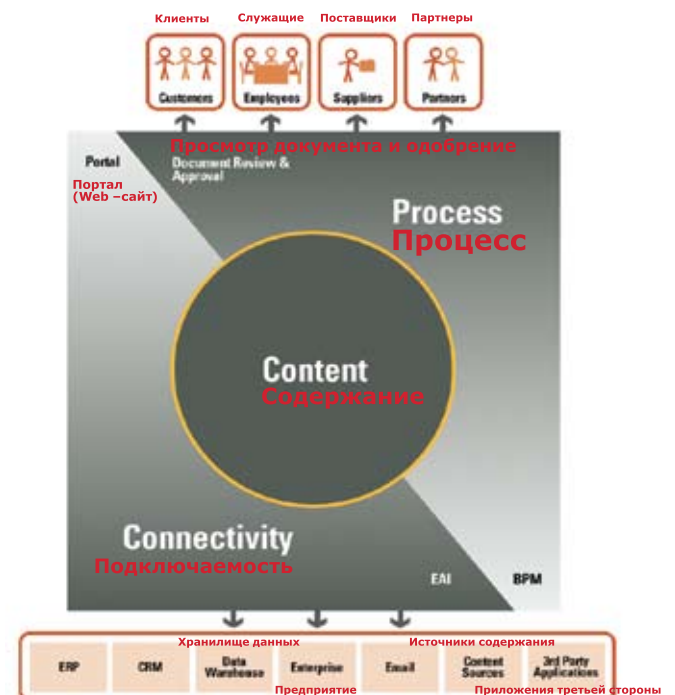 Клиенты Служащие Поставщики Партнеры
Customers Employees Suppliers Partners
Просмотр документа и одобрение
Portal
Document Review &
Approval
Портал
(Web –сайт)
Process
Процесс
Content
Содержание
Connectivity
Подключаемость
EAI
BPM
Хранилище данных Источники содержания
ERP
CRM
Data
Warehouse
Enterprise
Email
Content
Sources
3rd Party
Applications
Предприятие Приложения третьей стороны